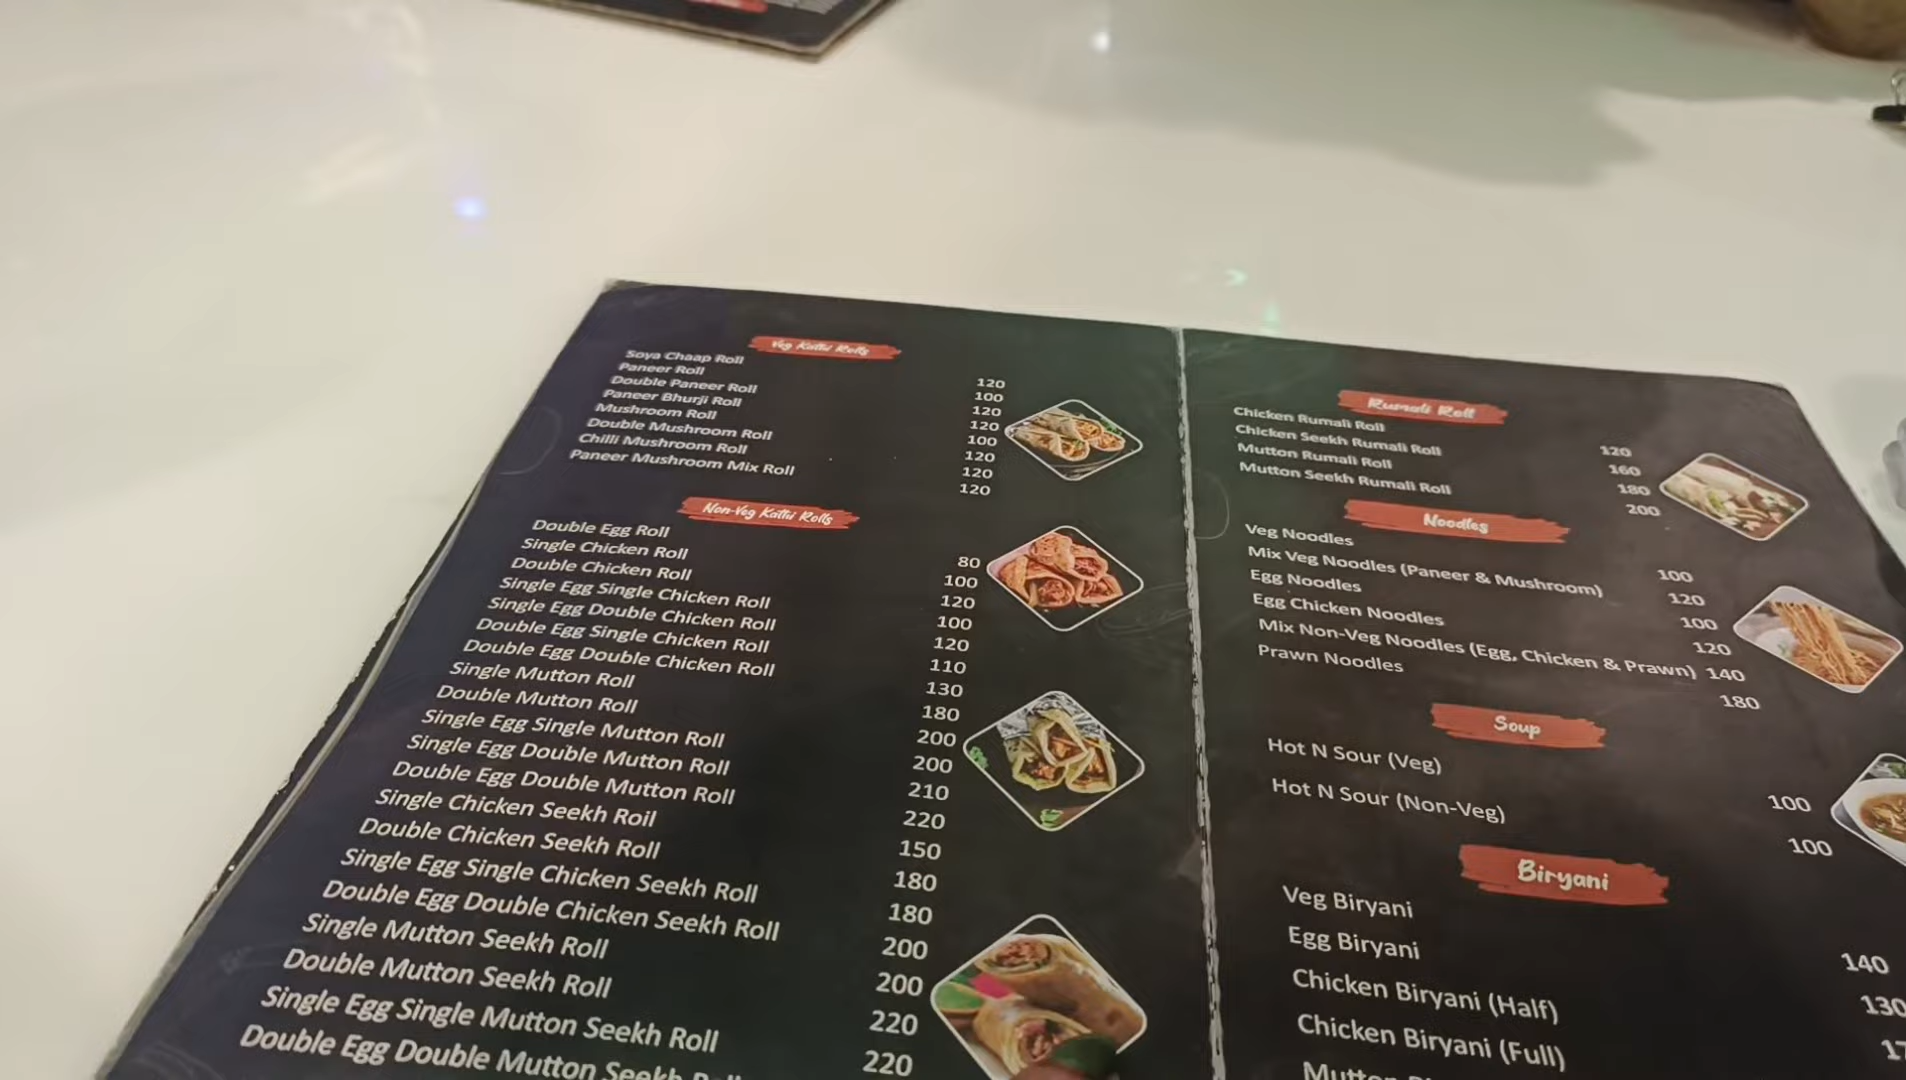 Veg Kathi Rolls
Soya Chaap Roll 120
Paneer Roll 100
Double Paneer Roll 120
Paneer Bhurji Roll 120
Mushroom Roll 100
Double Mushroom Roll 120
Chilli Mushroom Roll 120
Paneer Mushroom Mix Roll 120
Non-Veg Kathi Rolls
Double Egg Roll 80
Single Chicken Roll 100
Double Chicken Roll 120
Single Egg Single Chicken Roll 100
Single Egg Double Chicken Roll 120
Double Egg Single Chicken Roll 110
Double Egg Double Chicken Roll 130
Single Mutton Roll 180
Double Mutton Roll 200
Single Egg Single Mutton Roll 200
Single Egg Double Mutton Roll 210
Double Egg Double Mutton Roll 220
Single Chicken Seekh Roil 150
Double Chicken Seekh Roll 180
Single Egg Single Chicken Seekh Roll 180
Double Egg Double Chicken Seekh Roll 200
Single Mutton Seekh Roll 200
Double Mutton Seekh Roll 220
Single Egg Single Mutton Seekh Roll 220
Double Egg Double Mutton Seekh Roll
Rumali Roll
Chicken Rumali Roll 120
Chicken Seekh Rumali Roll 160
Mutton Rumali Roll 180
Mutton Seekh Rumali Roll 200
Noodles
Veg Noodles 100
Mix Veg Noodles (Paneer & Mushroom) 120
Egg Noodles 100
Egg Chicken Noodles 120
Mix Non-Veg Noodles (Egg, Chicken & Prawn) 140
Prawn Noodles 180
Soup
Hot N Sour (Veg) 100
Hot N Sour (Non-Veg) 100
Biryani
Veg Biryani 140
Egg Biryani 130
Chicken Biryani (Half)
Chicken Biryani (Full)
Mutton